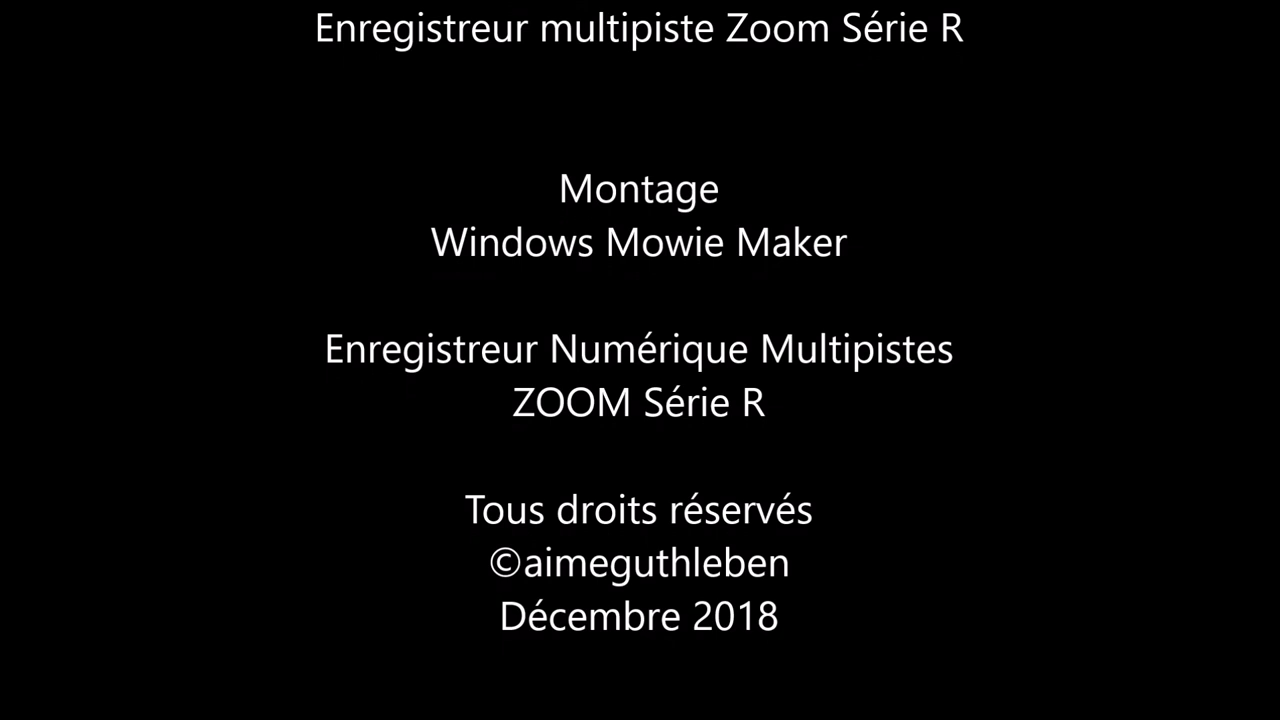 Enregistreur multipiste Zoom Série R
Montage
Windows Mowie Maker
Enregistreur Numérique Multipistes
ZOOM Série R
Tous droits réservés
©aimeguthleben
Décembre 2018